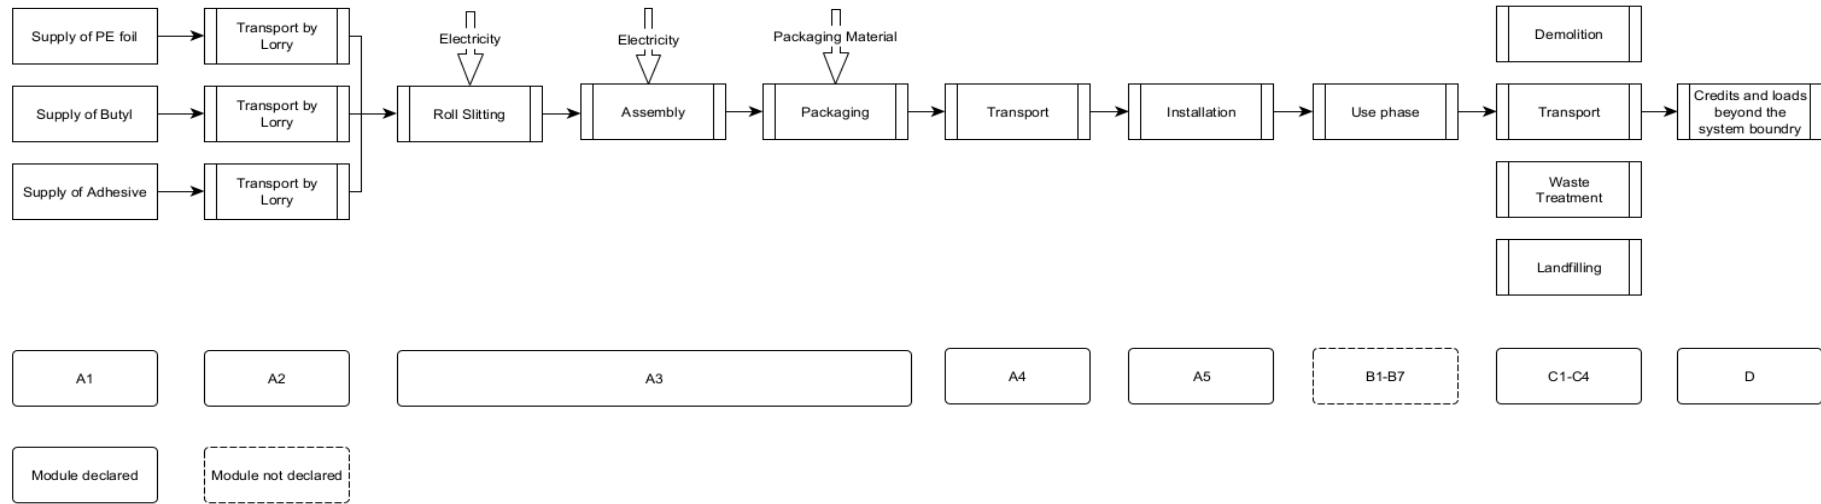 Supply of PE foil
Transport by
Lorry
Electricity
Electricity
Packaging Material
Demolition
Supply of Butyl
Transport by
Lorry
Roll Slitting
Assembly
Packaging
Transport
Installation
Use phase
Transport
Credits and loads
beyond the
system boundry
Supply of Adhesive
Transport by
Lorry
Waste
Treatment
Landfilling
A1
A2
A3
A4
A5
B1-B7
C1-C4
D
Module declared
Module not declared